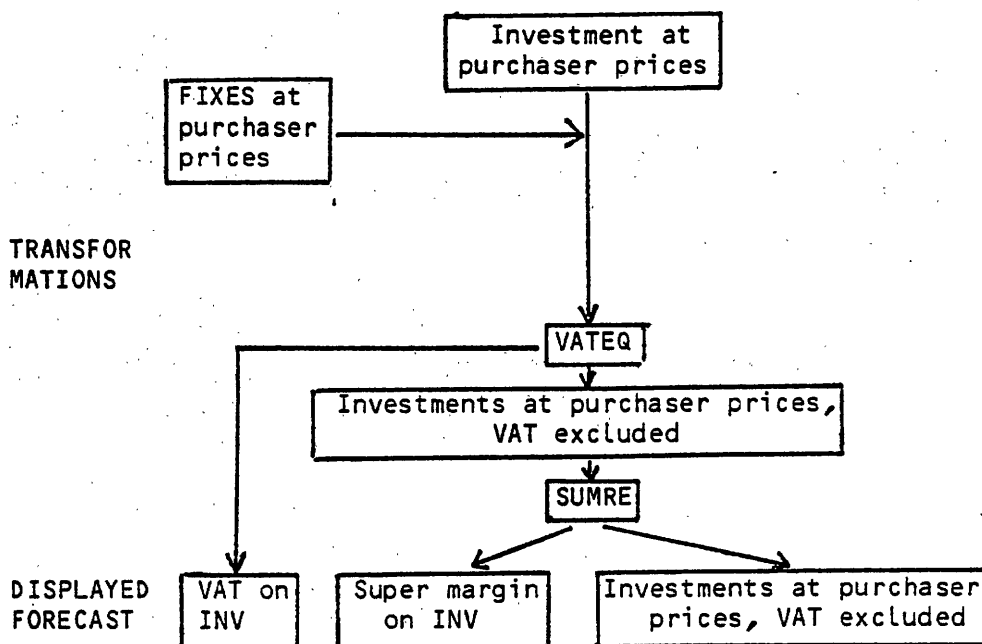 Investment at
purchaser prices
FIXES at
purchaser
prices
TRANSFOR
MATIONS
VATEQ
Investments at purchaser prices,
VAT excluded
SUMRE
DISPLAYED
FORECAST
VAT on
INV
Super margin
on INV
Investments at purchaser
prices, VAT excluded